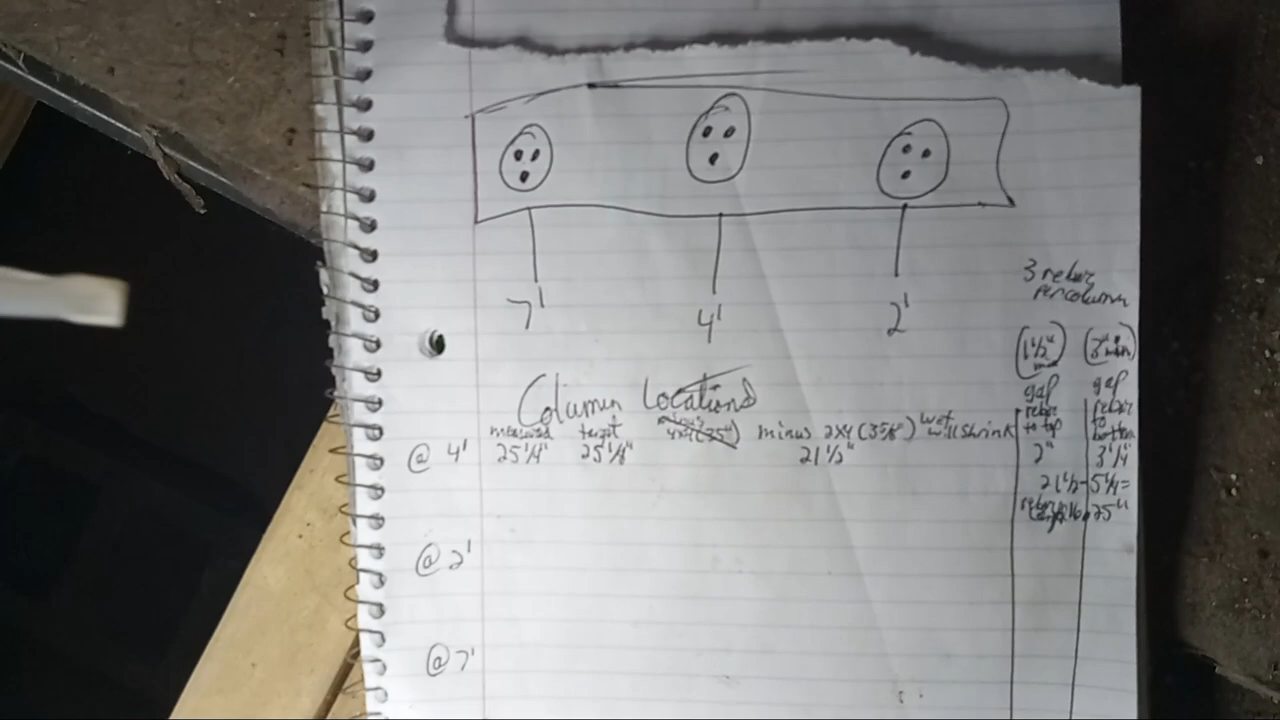 7' 4' 2'
3 rebar
per column
(1 1/2") (3" min)
Column Locations
gap gap
rebar rebar
to top to bottom
measured target minus 2x4 (3 5/8") wet will shrink
@ 4' 25 1/4" 25 1/8" 21 1/2" 2" 3 1/4"
21 1/2 - 5 1/4 =
rebar 16.25"
@ 2'
@ 7'